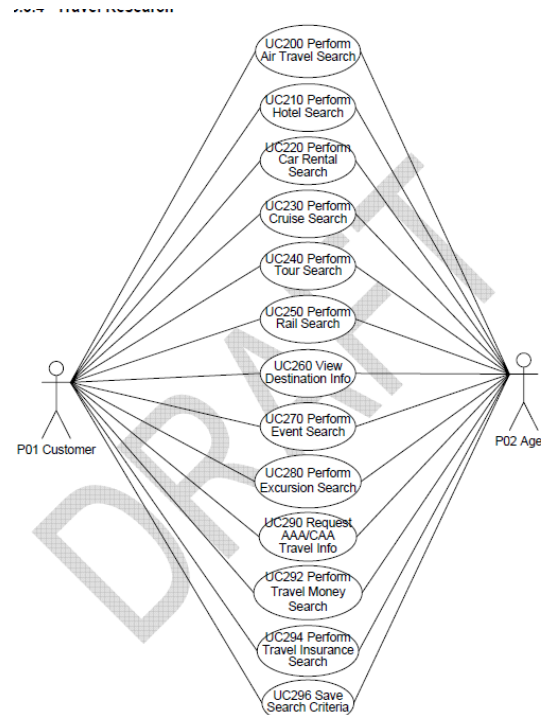 Travel Research
UC200 Perform
Air Travel Search
UC210 Perform
Hotel Search
UC220 Perform
Car Rental
Search
UC230 Perform
Cruise Search
UC240 Perform
Tour Search
UC250 Perform
Rail Search
UC260 View
Destination Info
UC270 Perform
Event Search
UC280 Perform
Excursion Search
UC290 Request
AAA/CAA
Travel Info
UC292 Perform
Travel Money
Search
UC294 Perform
Travel Insurance
Search
UC296 Save
Search Criteria
P01 Customer
P02 Age
DRAFT